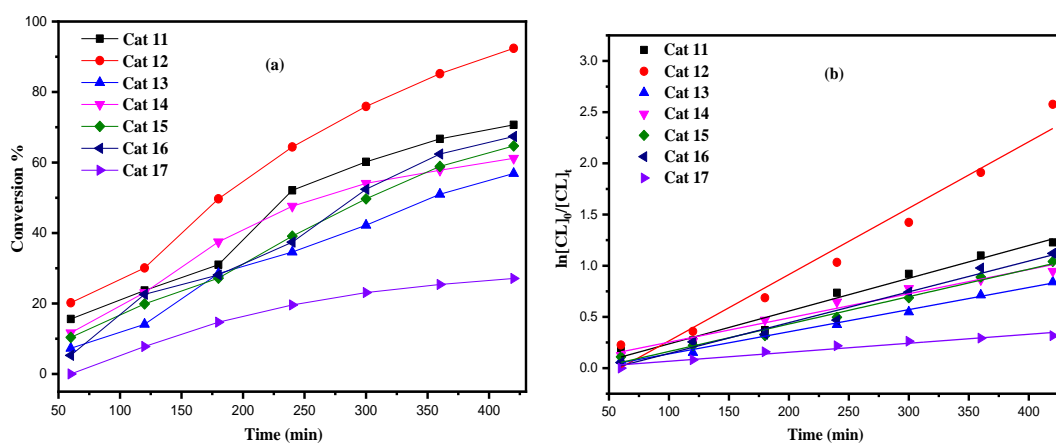 (a)
Cat 11
Cat 12
Cat 13
Cat 14
Cat 15
Cat 16
Cat 17
100
80
60
40
20
0
Conversion %
50 100 150 200 250 300 350 400
Time (min)
(b)
Cat 11
Cat 12
Cat 13
Cat 14
Cat 15
Cat 16
Cat 17
3.0
2.5
2.0
1.5
1.0
0.5
0.0
ln[CL]0/[CL]t
50 100 150 200 250 300 350 400
Time (min)